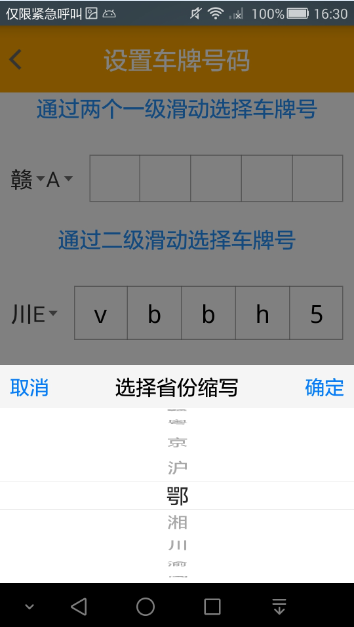 仅限紧急呼叫 100% 16:30
设置车牌号码
通过两个一级滑动选择车牌号
赣 A
通过二级滑动选择车牌号
川E v b b h 5
取消 选择省份缩写 确定
粤
京
沪
鄂
湘
川
渝